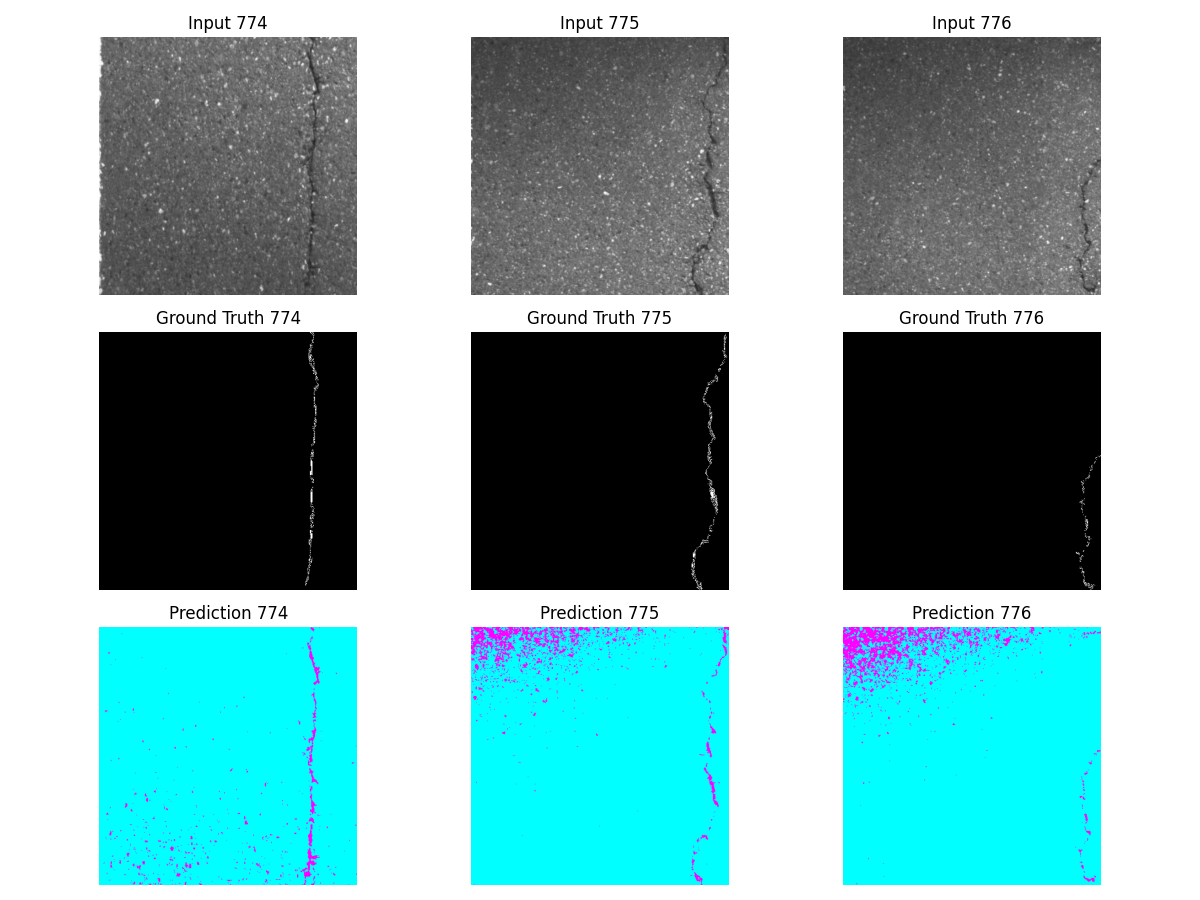 Input 774
Input 775
Input 776
Ground Truth 774
Ground Truth 775
Ground Truth 776
Prediction 774
Prediction 775
Prediction 776